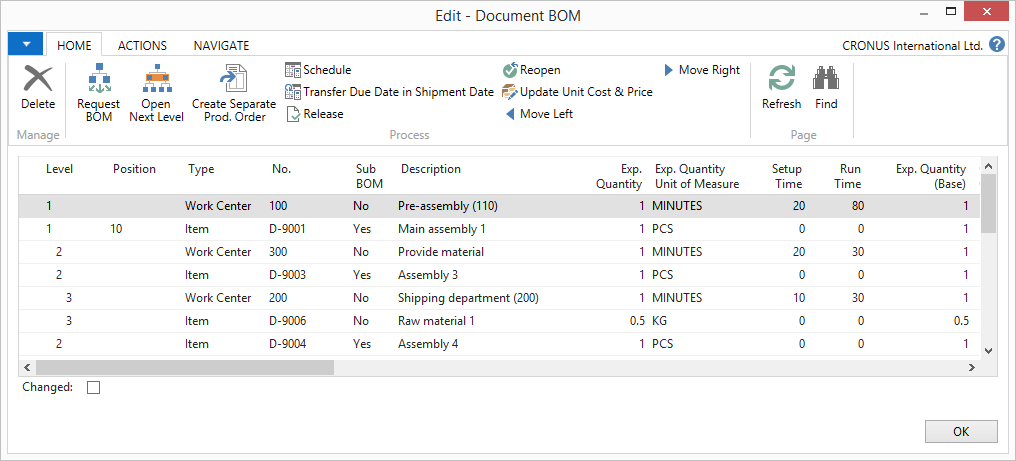 Edit - Document BOM
HOME ACTIONS NAVIGATE CRONUS International Ltd. ?
Delete
Manage
Request BOM
Open Next Level
Create Separate Prod. Order
Schedule
Transfer Due Date in Shipment Date
Release
Reopen
Update Unit Cost & Price
Move Left
Move Right
Process
Refresh
Find
Page
Level Position Type No. Sub BOM Description Exp. Quantity Exp. Quantity Unit of Measure Setup Time Run Time Exp. Quantity (Base)
1 Work Center 100 No Pre-assembly (110) 1 MINUTES 20 80 1
1 10 Item D-9001 Yes Main assembly 1 1 PCS 0 0 1
2 Work Center 300 No Provide material 1 MINUTES 20 30 1
2 Item D-9003 Yes Assembly 3 1 PCS 0 0 1
3 Work Center 200 No Shipping department (200) 1 MINUTES 10 30 1
3 Item D-9006 No Raw material 1 0.5 KG 0 0 0.5
2 Item D-9004 Yes Assembly 4 1 PCS 0 0 1
Changed:
OK